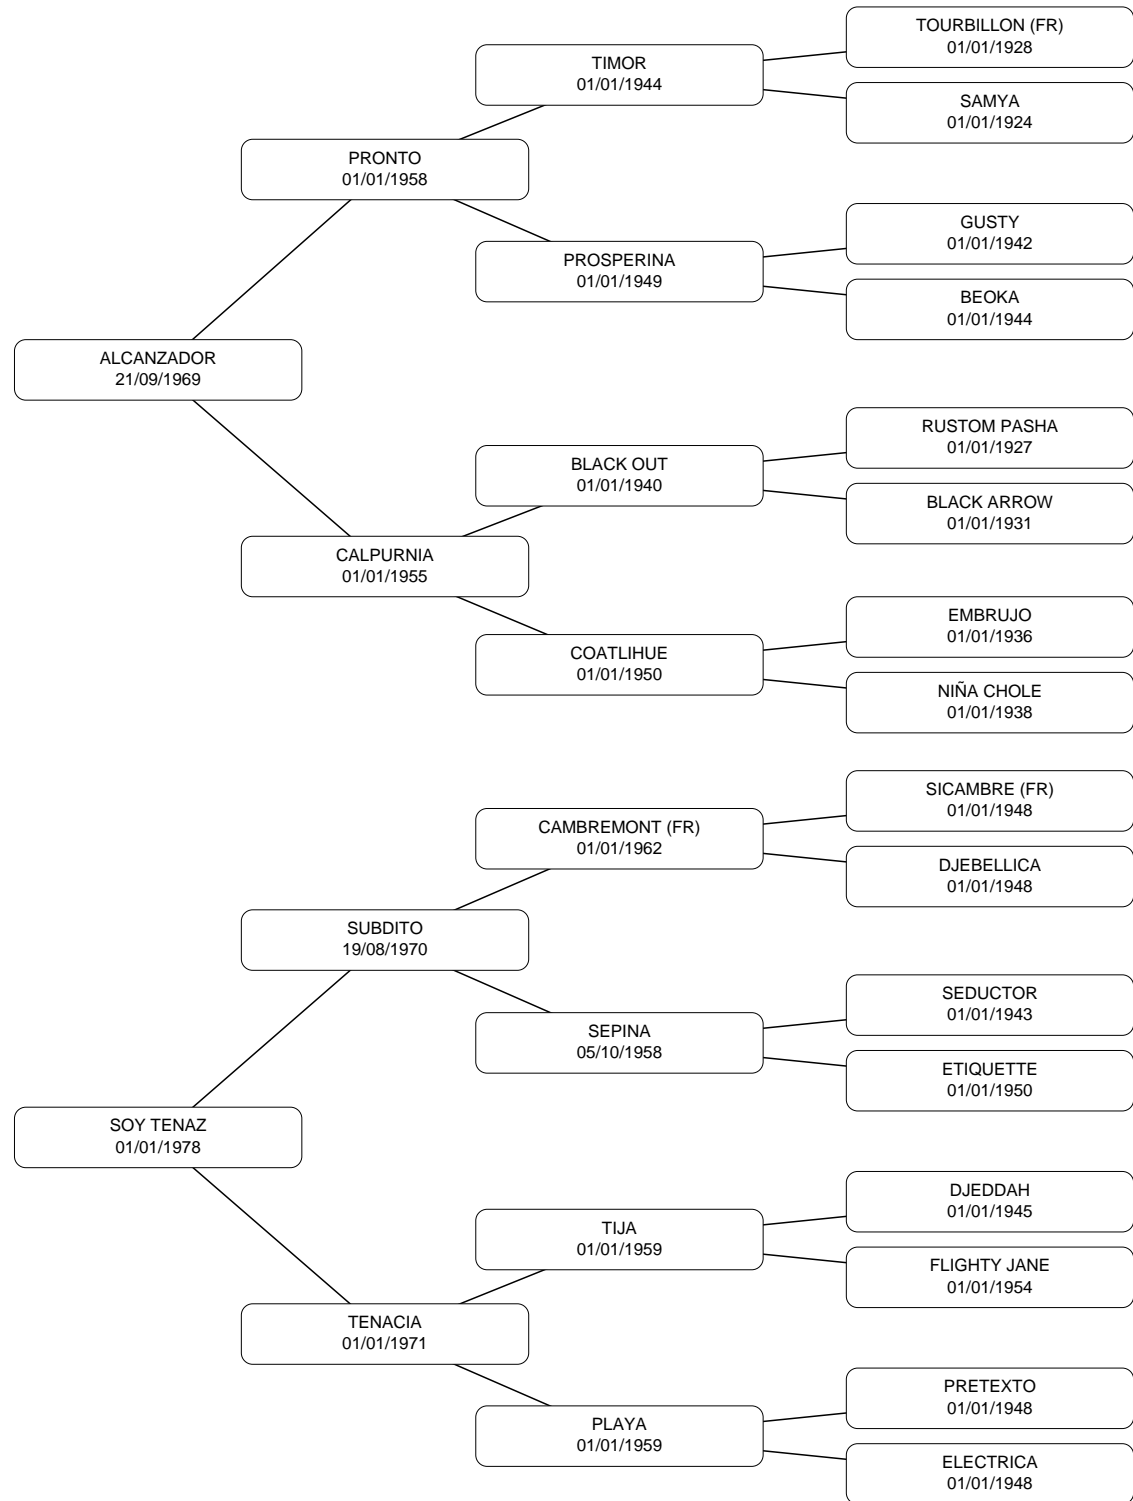 TOURBILLON (FR)
01/01/1928
TIMOR
01/01/1944
SAMYA
01/01/1924
PRONTO
01/01/1958
GUSTY
01/01/1942
PROSPERINA
01/01/1949
BEOKA
01/01/1944
ALCANZADOR
21/09/1969
RUSTOM PASHA
01/01/1927
BLACK OUT
01/01/1940
BLACK ARROW
01/01/1931
CALPURNIA
01/01/1955
EMBRUJO
01/01/1936
COATLIHUE
01/01/1950
NIÑA CHOLE
01/01/1938
SICAMBRE (FR)
01/01/1948
CAMBREMONT (FR)
01/01/1962
DJEBELLICA
01/01/1948
SUBDITO
19/08/1970
SEDUCTOR
01/01/1943
SEPINA
05/10/1958
ETIQUETTE
01/01/1950
SOY TENAZ
01/01/1978
DJEDDAH
01/01/1945
TIJA
01/01/1959
FLIGHTY JANE
01/01/1954
TENACIA
01/01/1971
PRETEXTO
01/01/1948
PLAYA
01/01/1959
ELECTRICA
01/01/1948